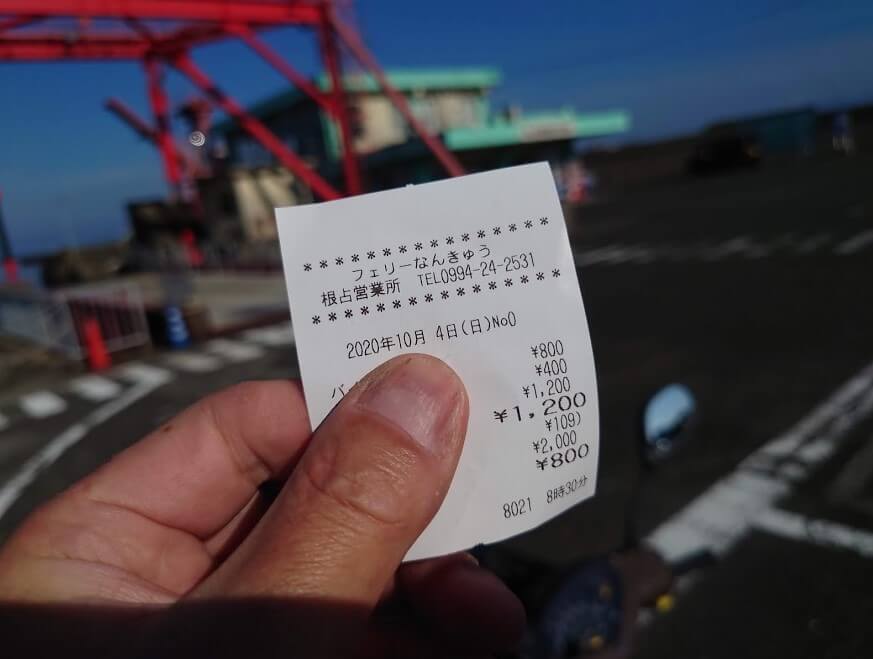 * * * * * * * * * * * * * * *
フェリーなんきゅう
根占営業所 TEL0994-24-2531
* * * * * * * * * * * * * * *
2020年10月 4日(日)No0
¥800
¥400
¥1,200
¥1,200
¥109)
¥2,000
¥800
8021 8時30分